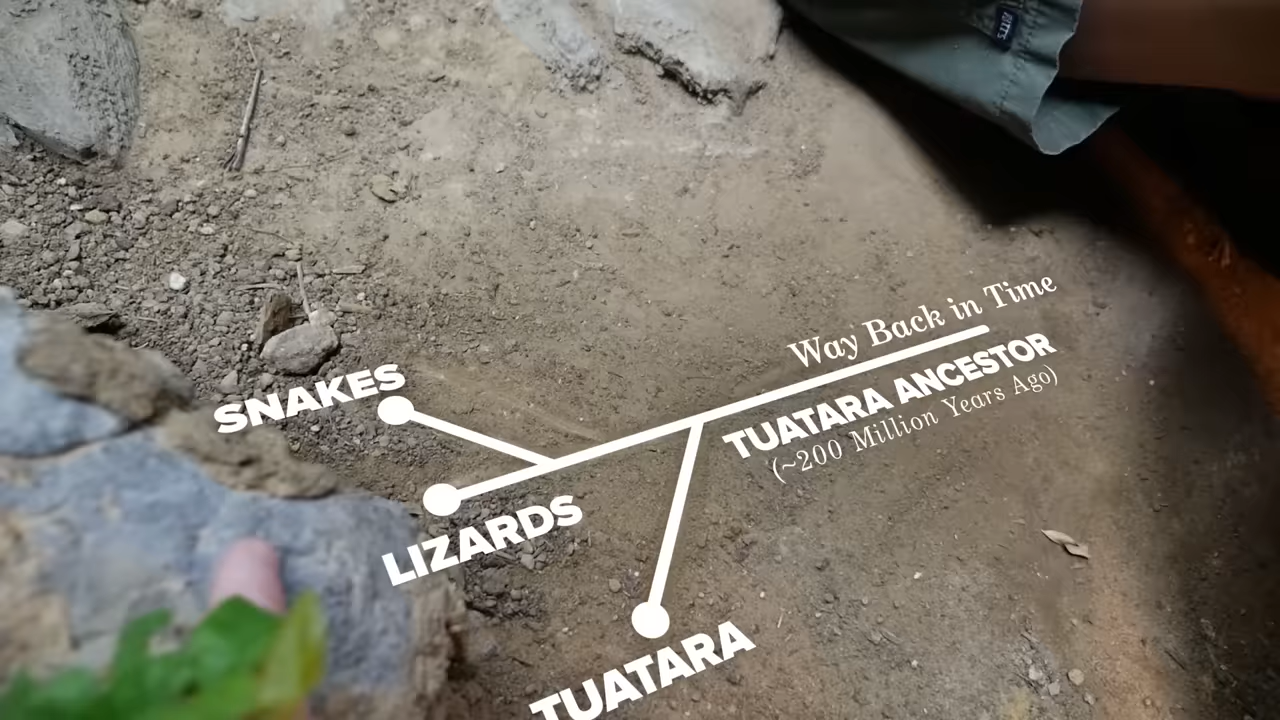 Way Back in Time
TUATARA ANCESTOR
(~200 Million Years Ago)
SNAKES
LIZARDS
TUATARA